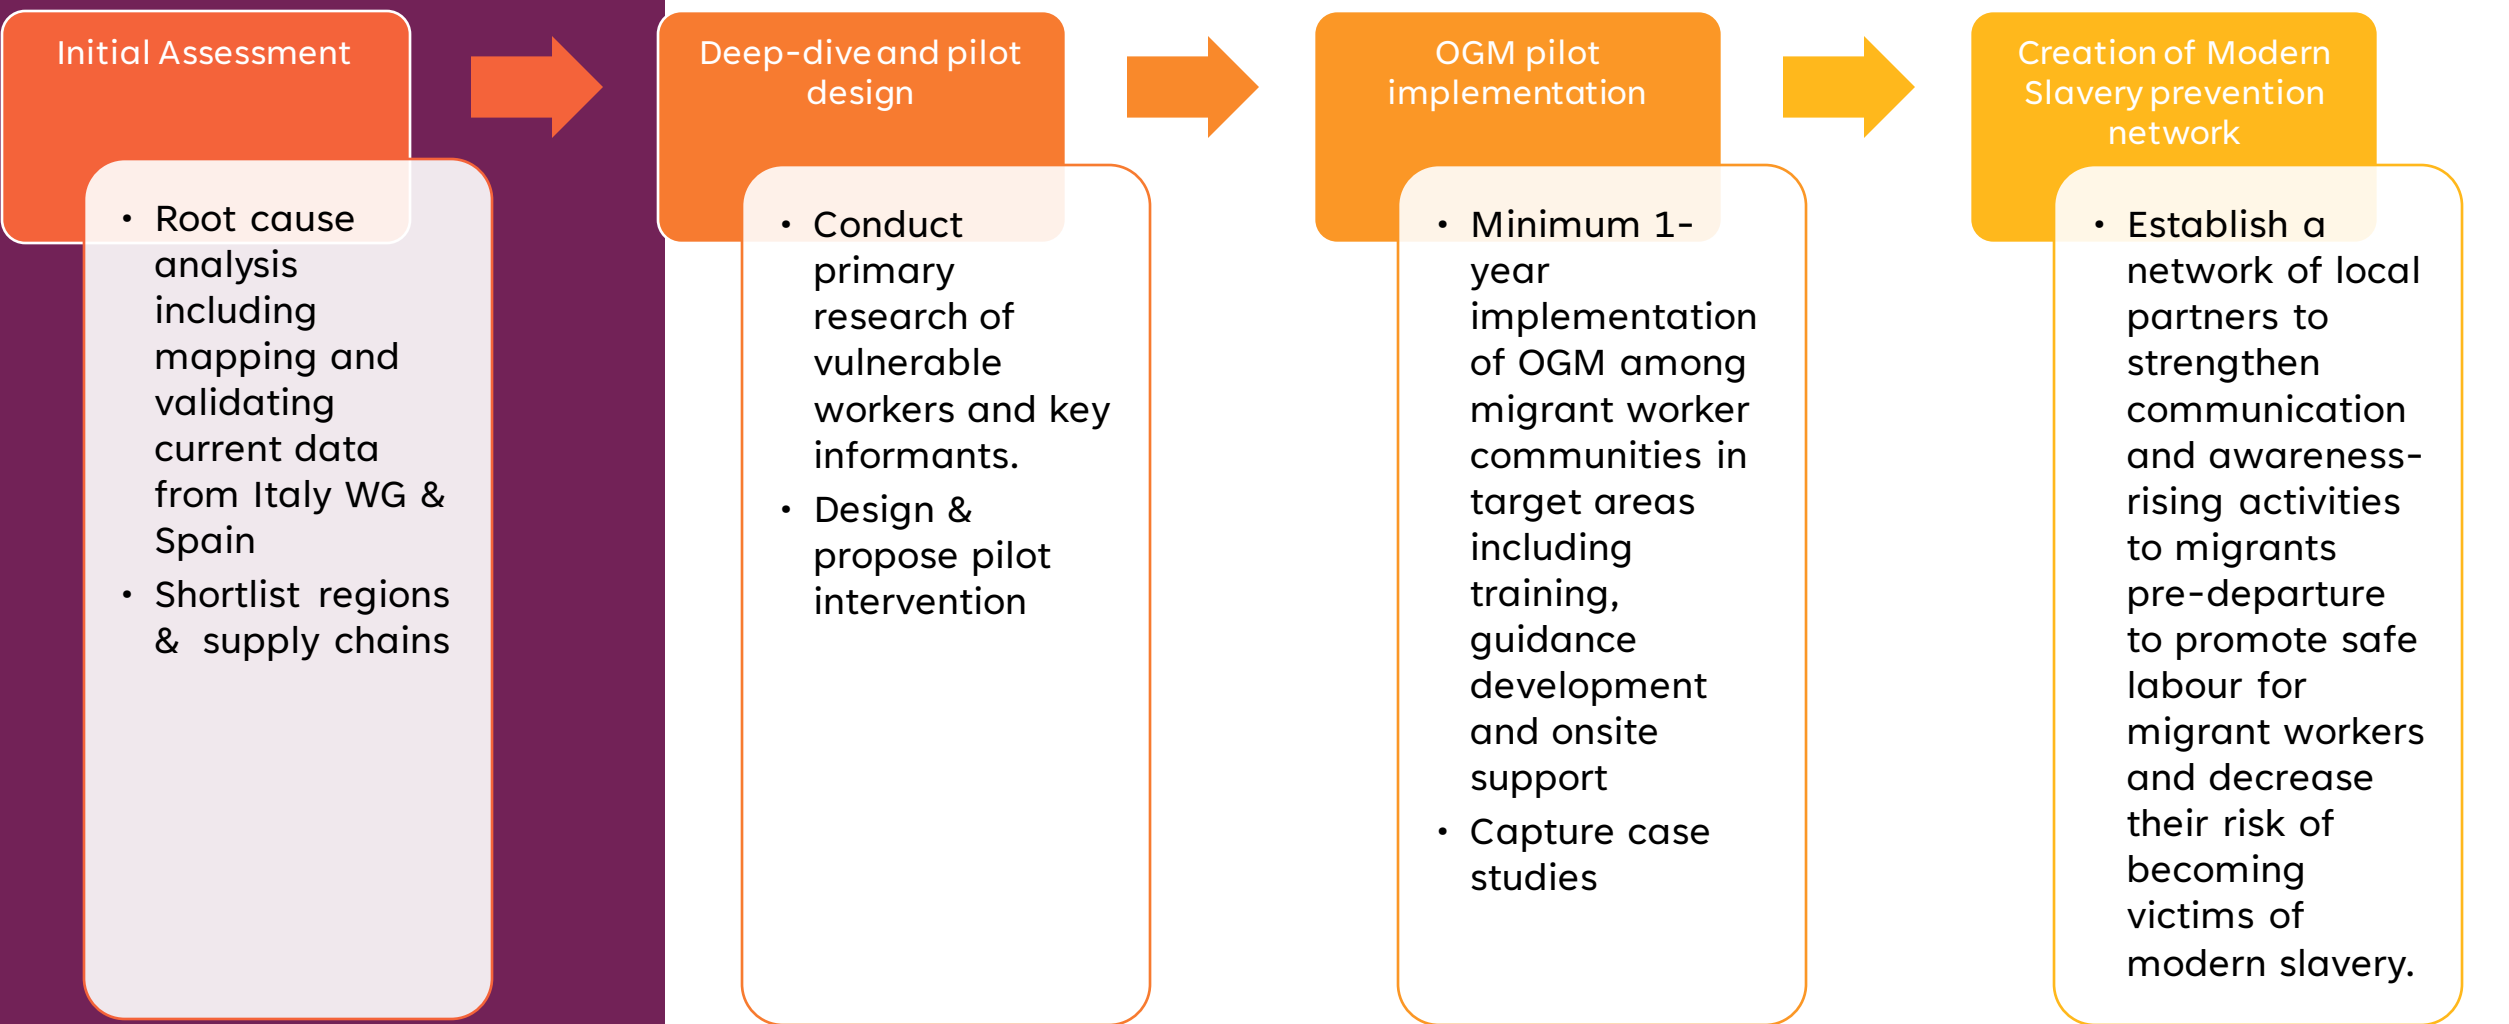 Initial Assessment
• Root cause
analysis
including
mapping and
validating
current data
from Italy WG &
Spain
• Shortlist regions
& supply chains
Deep-dive and pilot
design
• Conduct
primary
research of
vulnerable
workers and key
informants.
• Design &
propose pilot
intervention
OGM pilot
implementation
• Minimum 1-
year
implementation
of OGM among
migrant worker
communities in
target areas
including
training,
guidance
development
and onsite
support
• Capture case
studies
Creation of Modern
Slavery prevention
network
• Establish a
network of local
partners to
strengthen
communication
and awareness-
rising activities
to migrants
pre-departure
to promote safe
labour for
migrant workers
and decrease
their risk of
becoming
victims of
modern slavery.